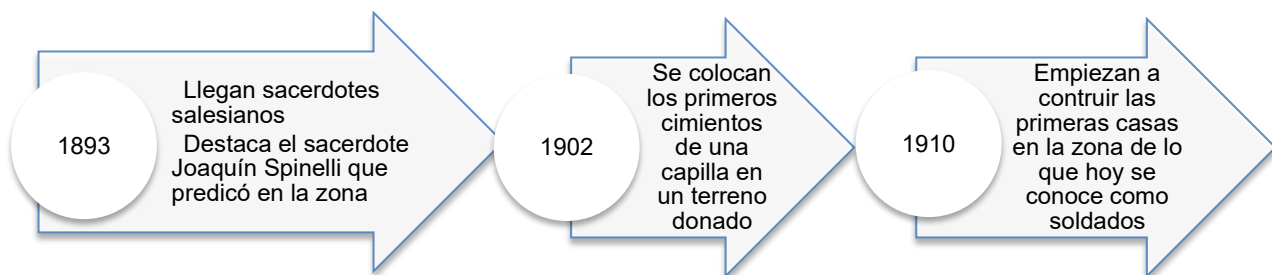 1893
Llegan sacerdotes
salesianos
Destaca el sacerdote
Joaquín Spinelli que
predicó en la zona
1902
Se colocan
los primeros
cimientos
de una
capilla en
un terreno
donado
1910
Empiezan a
contruir las
primeras casas
en la zona de lo
que hoy se
conoce como
soldados